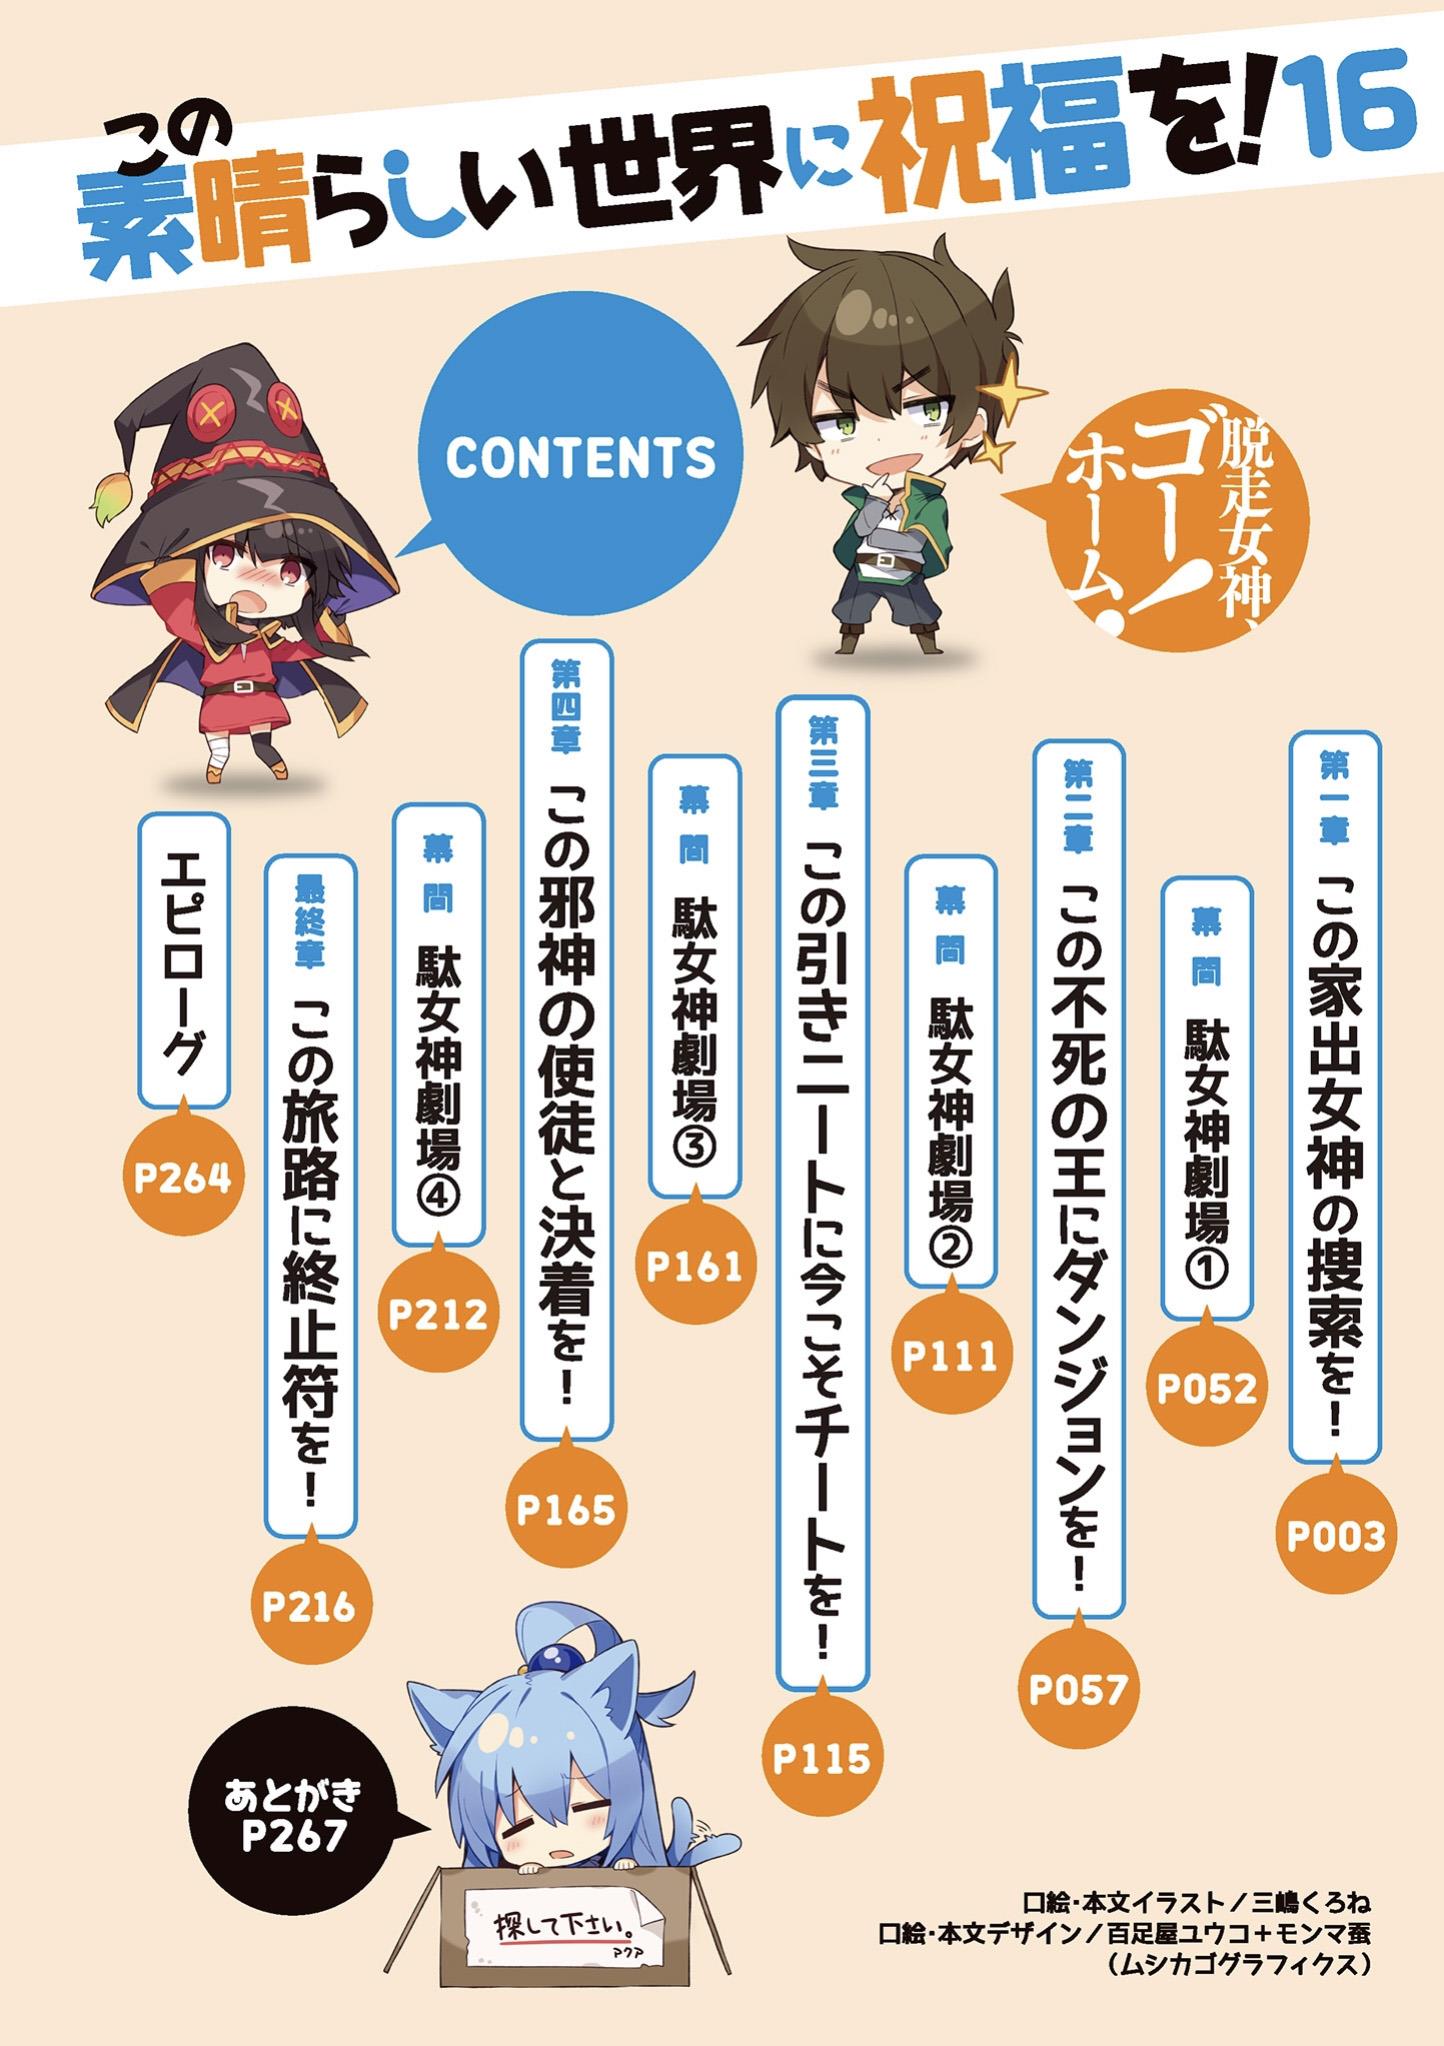 この
素晴らしい世界に祝福を!16
CONTENTS
脱走女神、
ゴー!
ホーム!
第一章 この家出女神の捜索を!
P003
幕間 駄女神劇場①
P052
第二章 この不死の王にダンジョンを!
P057
幕間 駄女神劇場②
P111
第三章 この引きニートに今こそチートを!
P115
幕間 駄女神劇場③
P161
第四章 この邪神の使徒と決着を!
P165
幕間 駄女神劇場④
P212
最終章 この旅路に終止符を!
P216
エピローグ
P264
あとがき
P267
探して下さい。
アクア
口絵・本文イラスト/三嶋くろね
口絵・本文デザイン/百足屋ユウコ+モンマ蚕
(ムシカゴグラフィクス)